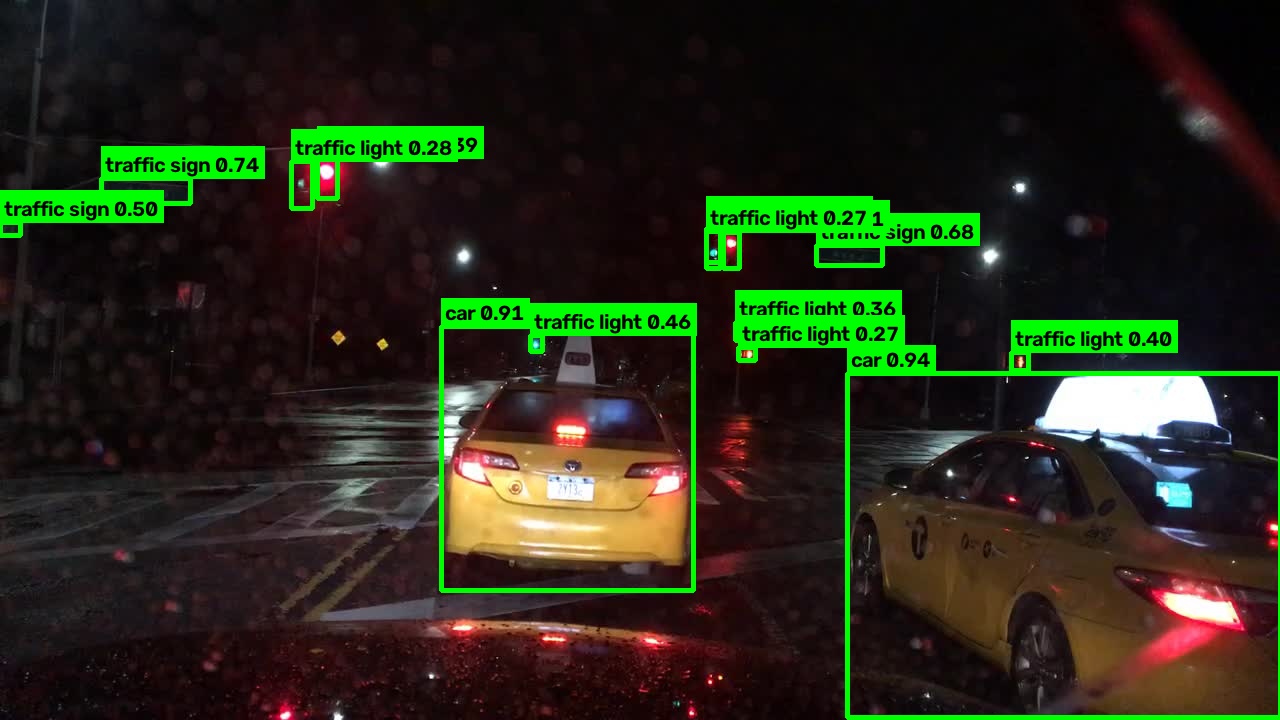 traffic light 0.28
traffic sign 0.74
traffic sign 0.50
traffic light 0.27
traffic sign 0.68
traffic light 0.36
car 0.91
traffic light 0.46
traffic light 0.27
traffic light 0.40
car 0.94
T